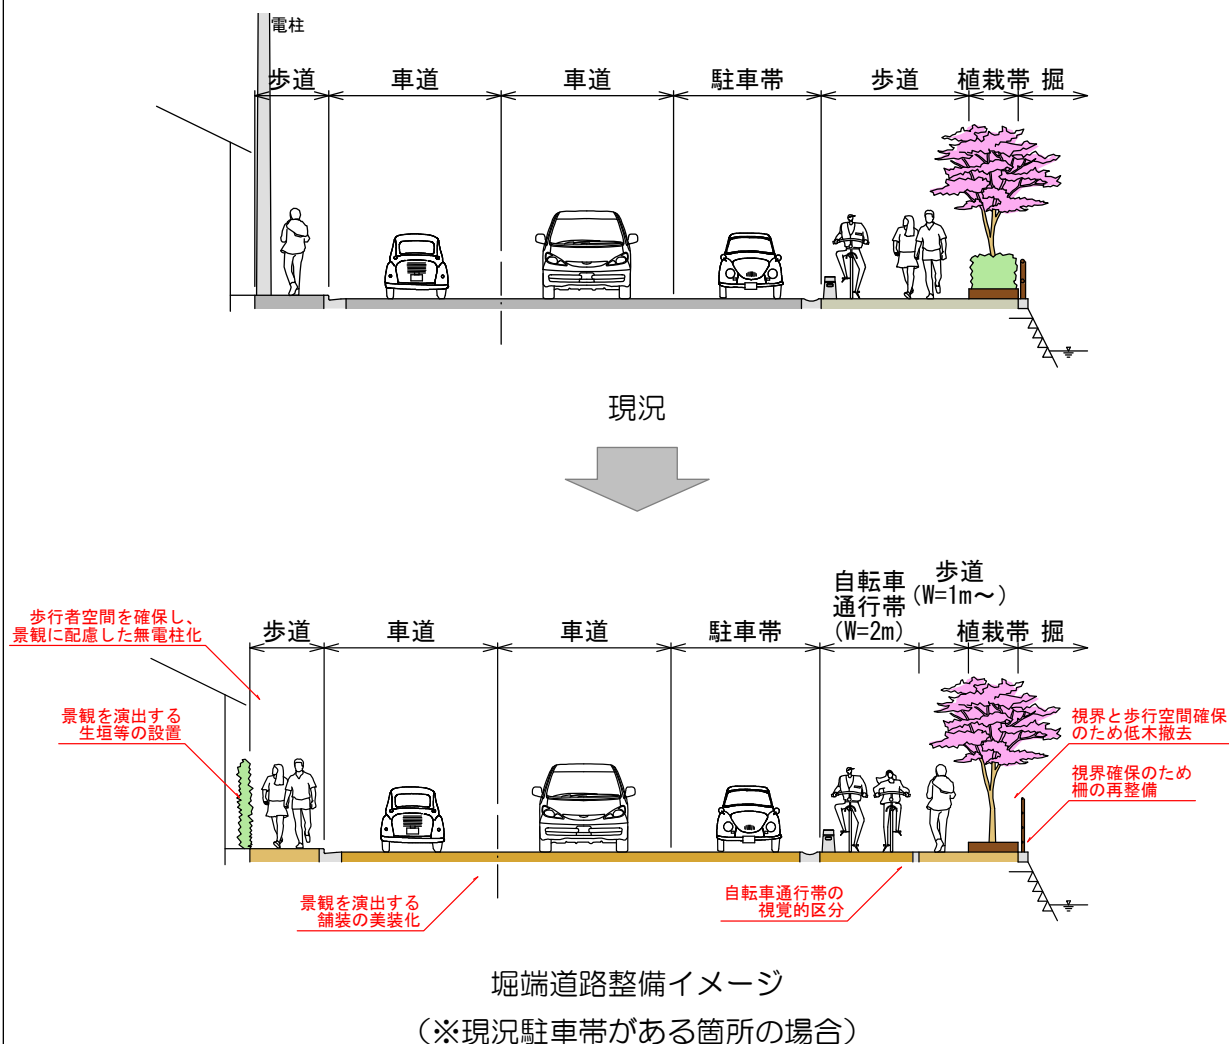 電柱
歩道
車道
車道
駐車帯
歩道
植栽帯
掘
現況
自転車
通行帯
(W=2m)
歩道
(W=1m～)
歩道
車道
車道
駐車帯
植栽帯
掘
歩行者空間を確保し、
景観に配慮した無電柱化
景観を演出する
生垣等の設置
視界と歩行空間確保
のため低木撤去
視界確保のため
柵の再整備
景観を演出する
舗装の美装化
自転車通行帯の
視覚的区分
堀端道路整備イメージ
（※現況駐車帯がある箇所の場合）